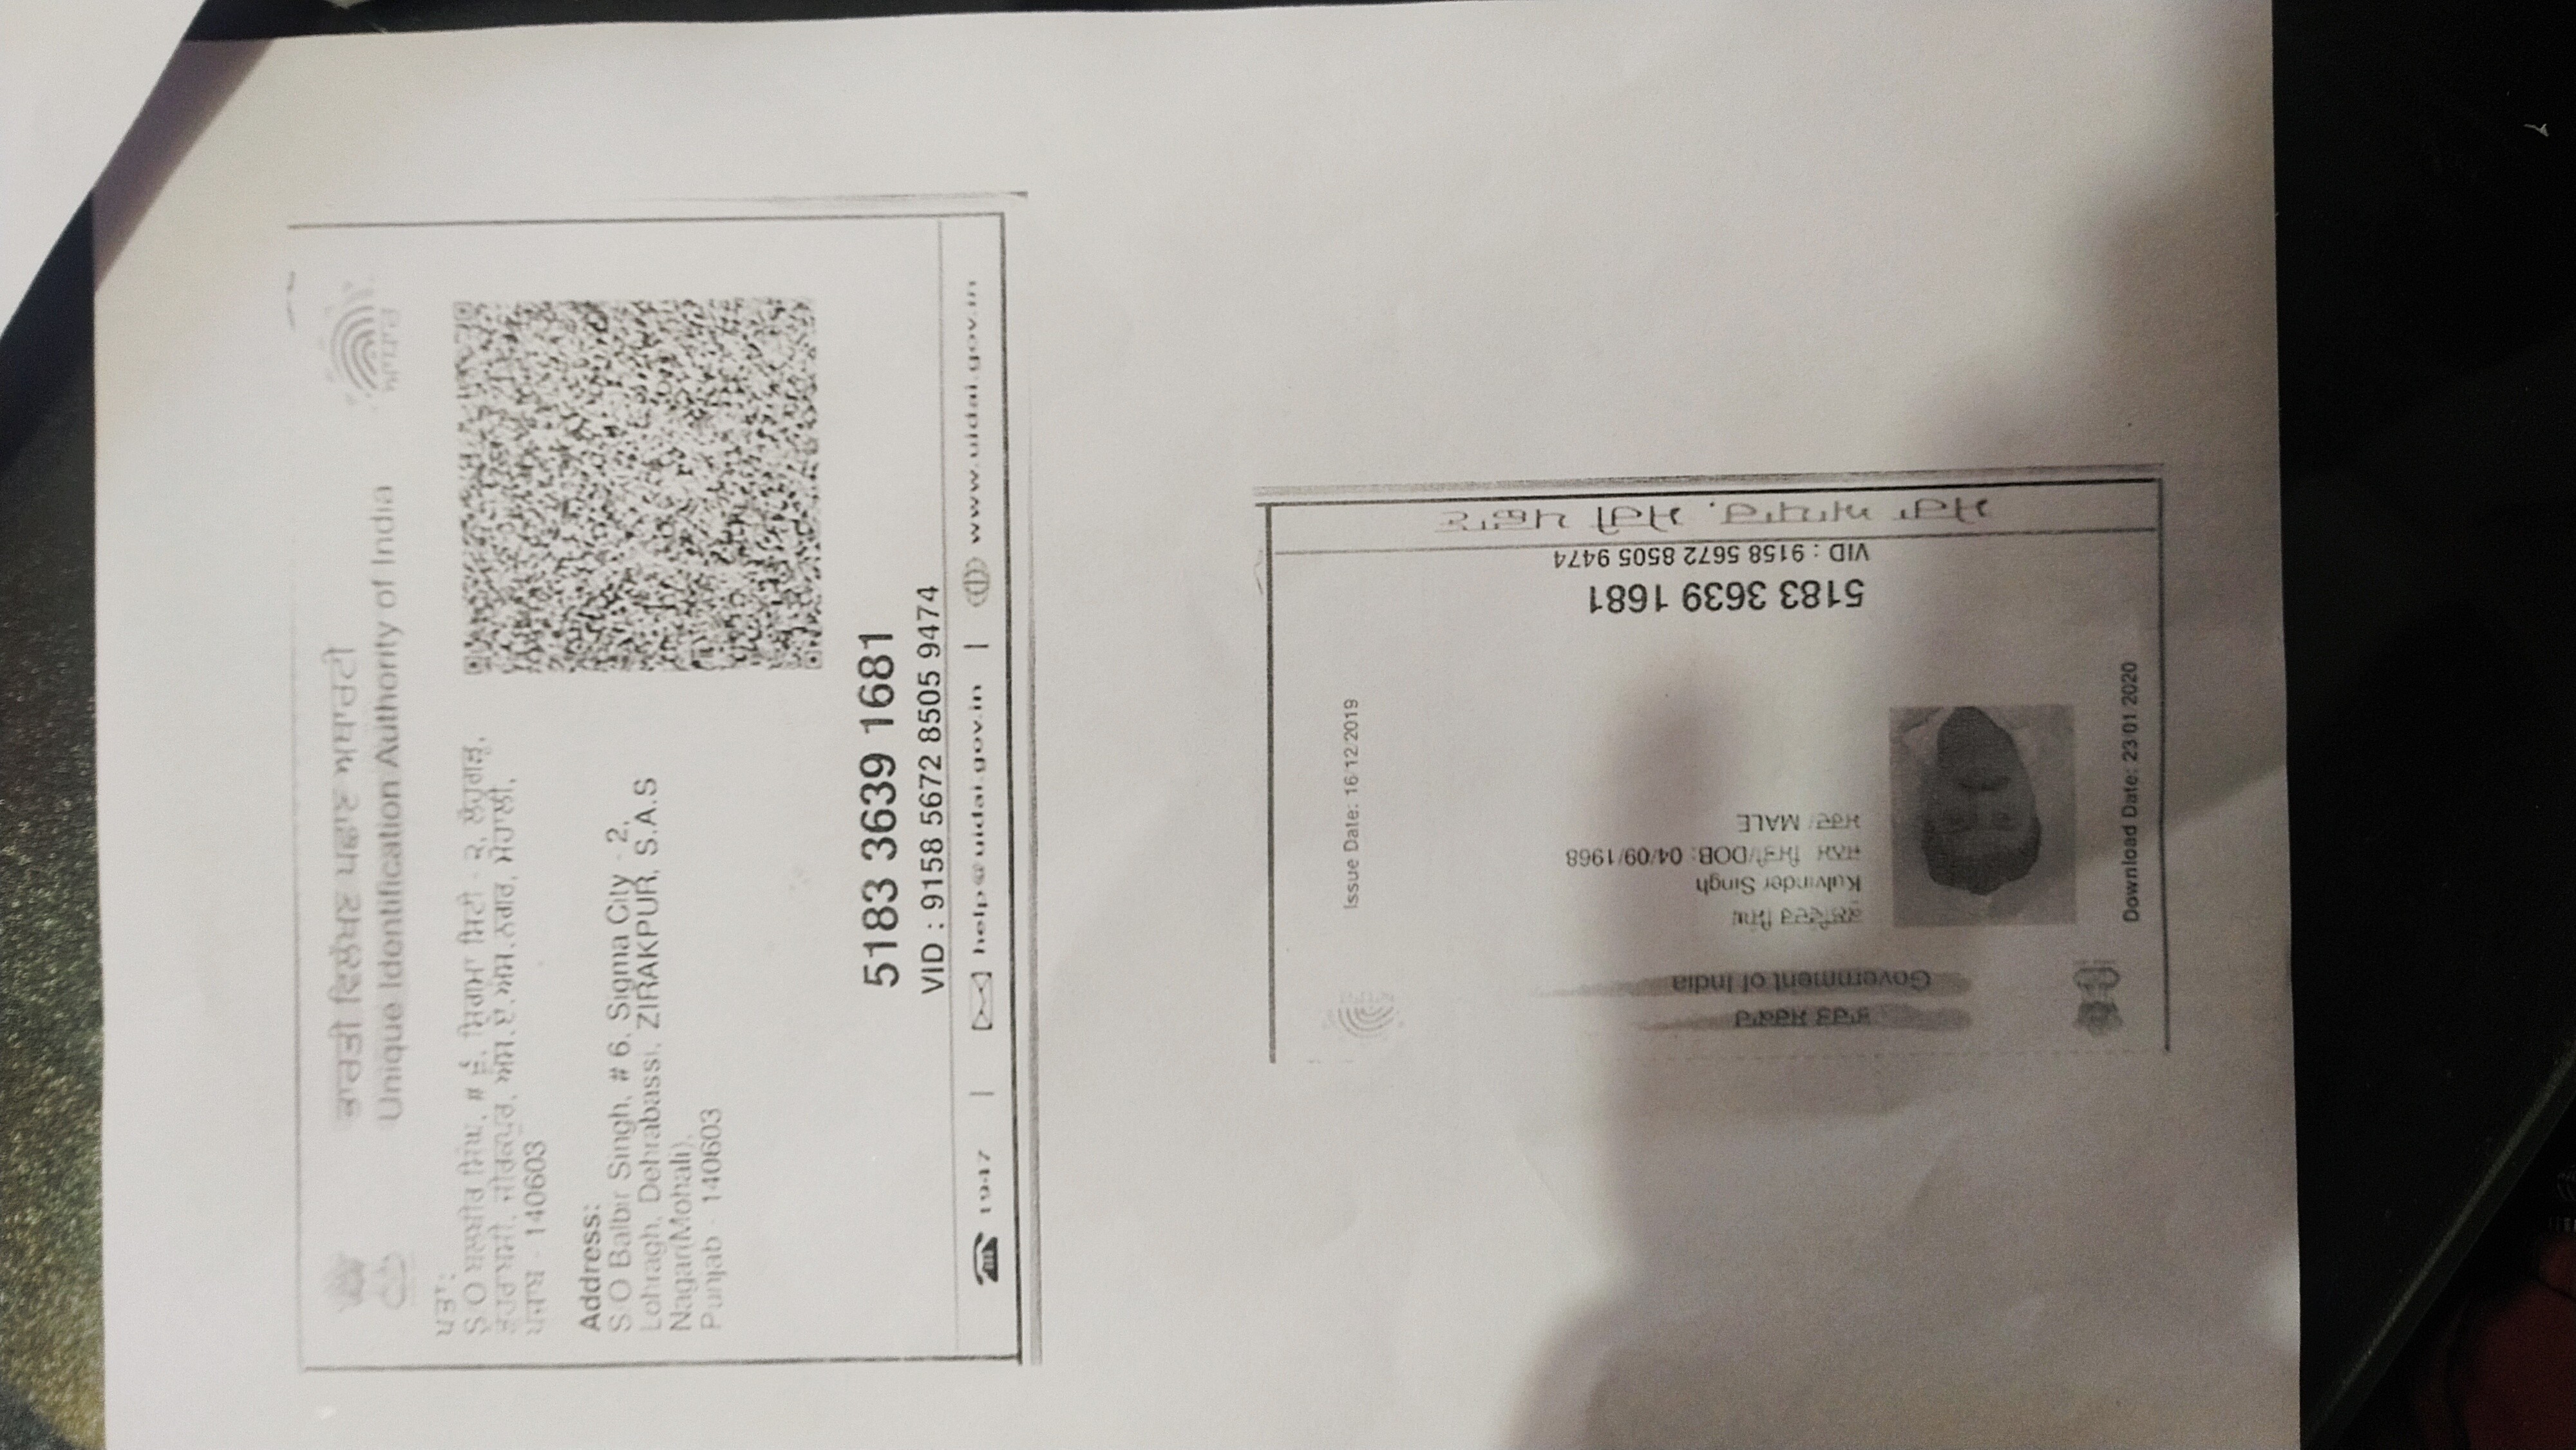 ਭਾਰਤੀ ਵਿਲੱਖਣ ਪਛਾਣ ਅਥਾਰਟੀ
Unique Identification Authority of India
ਪਤਾ:
S/O ਬਲਬੀਰ ਸਿੰਘ, # ੬, ਸਿਗਮਾ ਸਿਟੀ - ੨, ਲੋਹਗੜ੍ਹ,
ਜ਼ੀਰਕਪੁਰ, ਐਸ.ਏ.ਐਸ. ਨਗਰ, ਮੋਹਾਲੀ,
ਪੰਜਾਬ - 140603
Address:
S/O Balbir Singh, # 6, Sigma City - 2,
Lohragh, Dehrabassi, ZIRAKPUR, S.A.S
Nagar(Mohali),
Punjab - 140603
5183 3639 1681
VID : 9158 5672 8505 9474
1947 | help@uidai.gov.in | www.uidai.gov.in
ਭਾਰਤ ਸਰਕਾਰ
Government of India
Issue Date: 16/12/2019
Download Date: 23/01/2020
ਕੁਲਵਿੰਦਰ ਸਿੰਘ
Kulvinder Singh
ਜਨਮ ਮਿਤੀ/DOB: 04/09/1968
ਮਰਦ/ MALE
5183 3639 1681
VID : 9158 5672 8505 9474
ਮੇਰਾ ਆਧਾਰ, ਮੇਰੀ ਪਛਾਣ